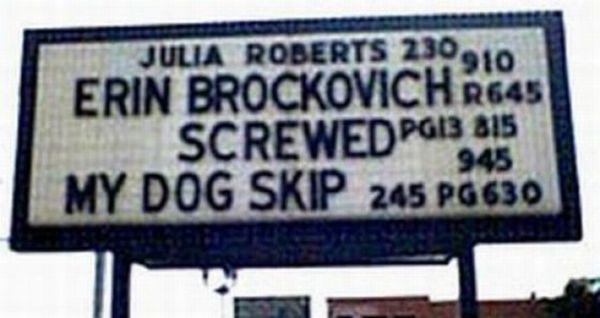 JULIA ROBERTS 230 910
ERIN BROCKOVICH R645
SCREWED PG13 815
945
MY DOG SKIP 245 PG630